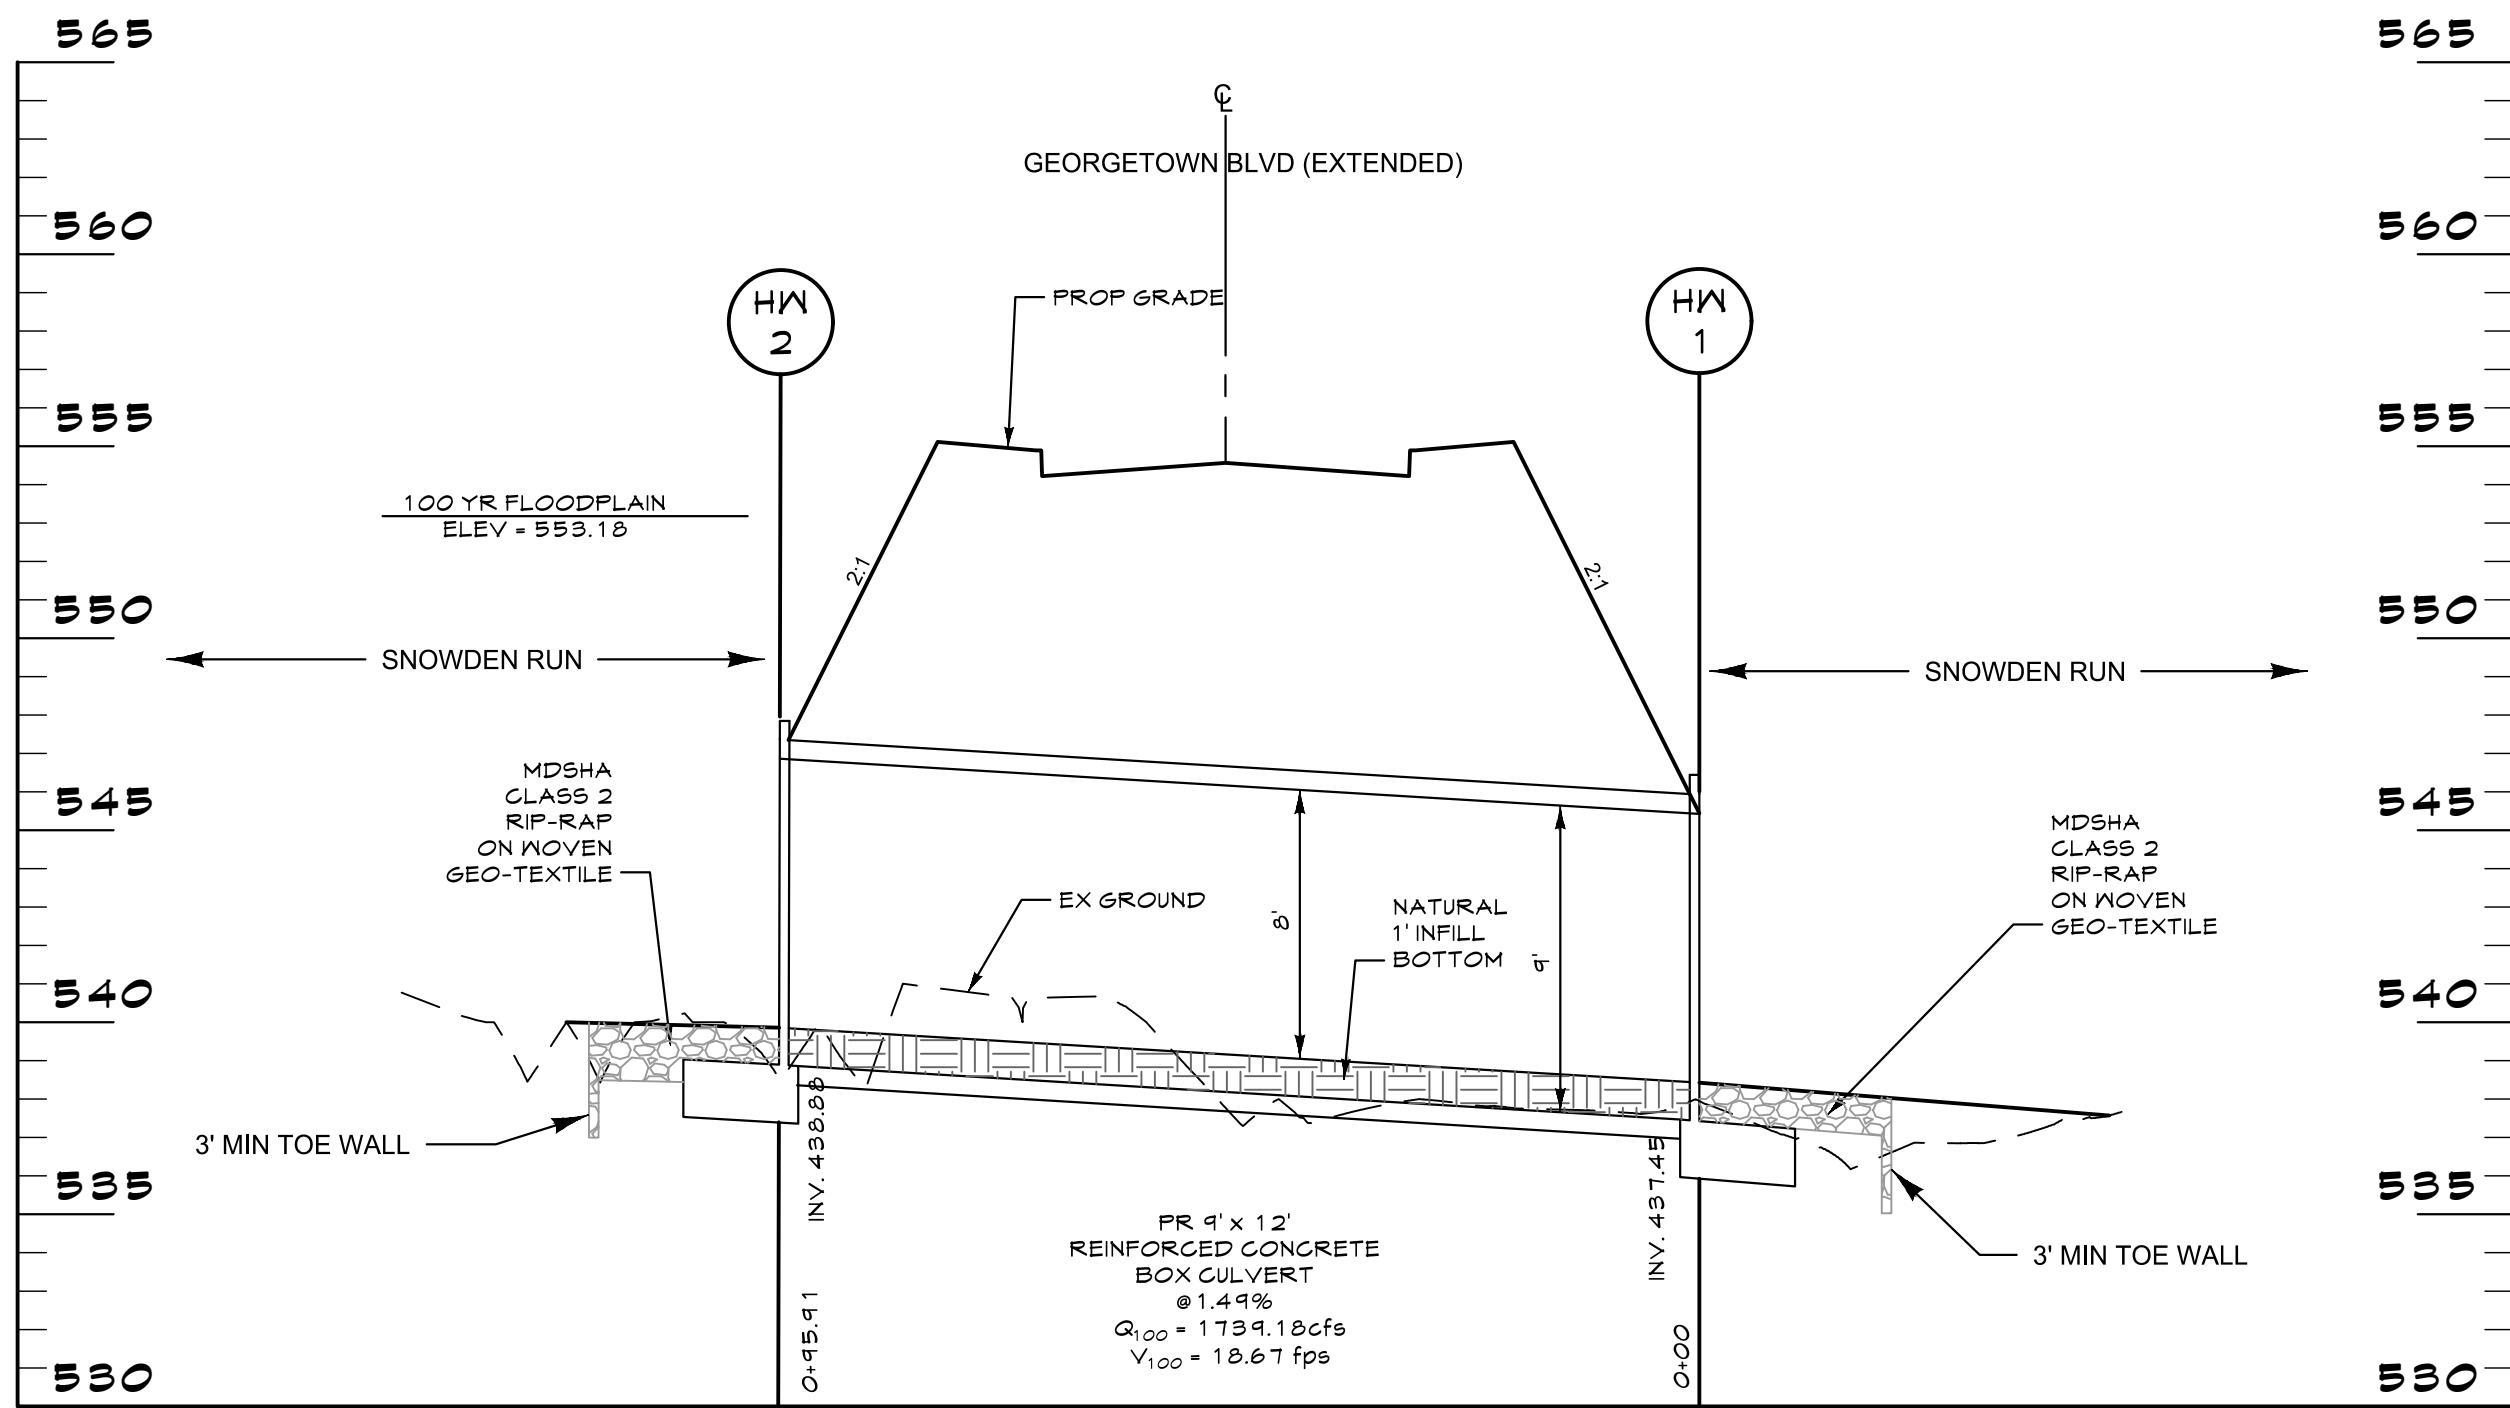 565
565
℄
GEORGETOWN BLVD (EXTENDED)
560
560
HW
2
PROP GRADE
HW
1
555
555
100 YR FLOODPLAIN
ELEV = 553.18
2:1
2:1
550
550
SNOWDEN RUN
SNOWDEN RUN
MDSHA
CLASS 2
RIP-RAP
ON WOVEN
GEO-TEXTILE
545
545
MDSHA
CLASS 2
RIP-RAP
ON WOVEN
GEO-TEXTILE
EX GROUND
8'
NATURAL
1' INFILL
BOTTOM
9'
540
540
3' MIN TOE WALL
INV. 438.88
INV. 437.45
535
535
PR 9' x 12'
REINFORCED CONCRETE
BOX CULVERT
@ 1.49%
Q100 = 1739.18cfs
V100 = 18.67 fps
3' MIN TOE WALL
0+95.91
0+00
530
530